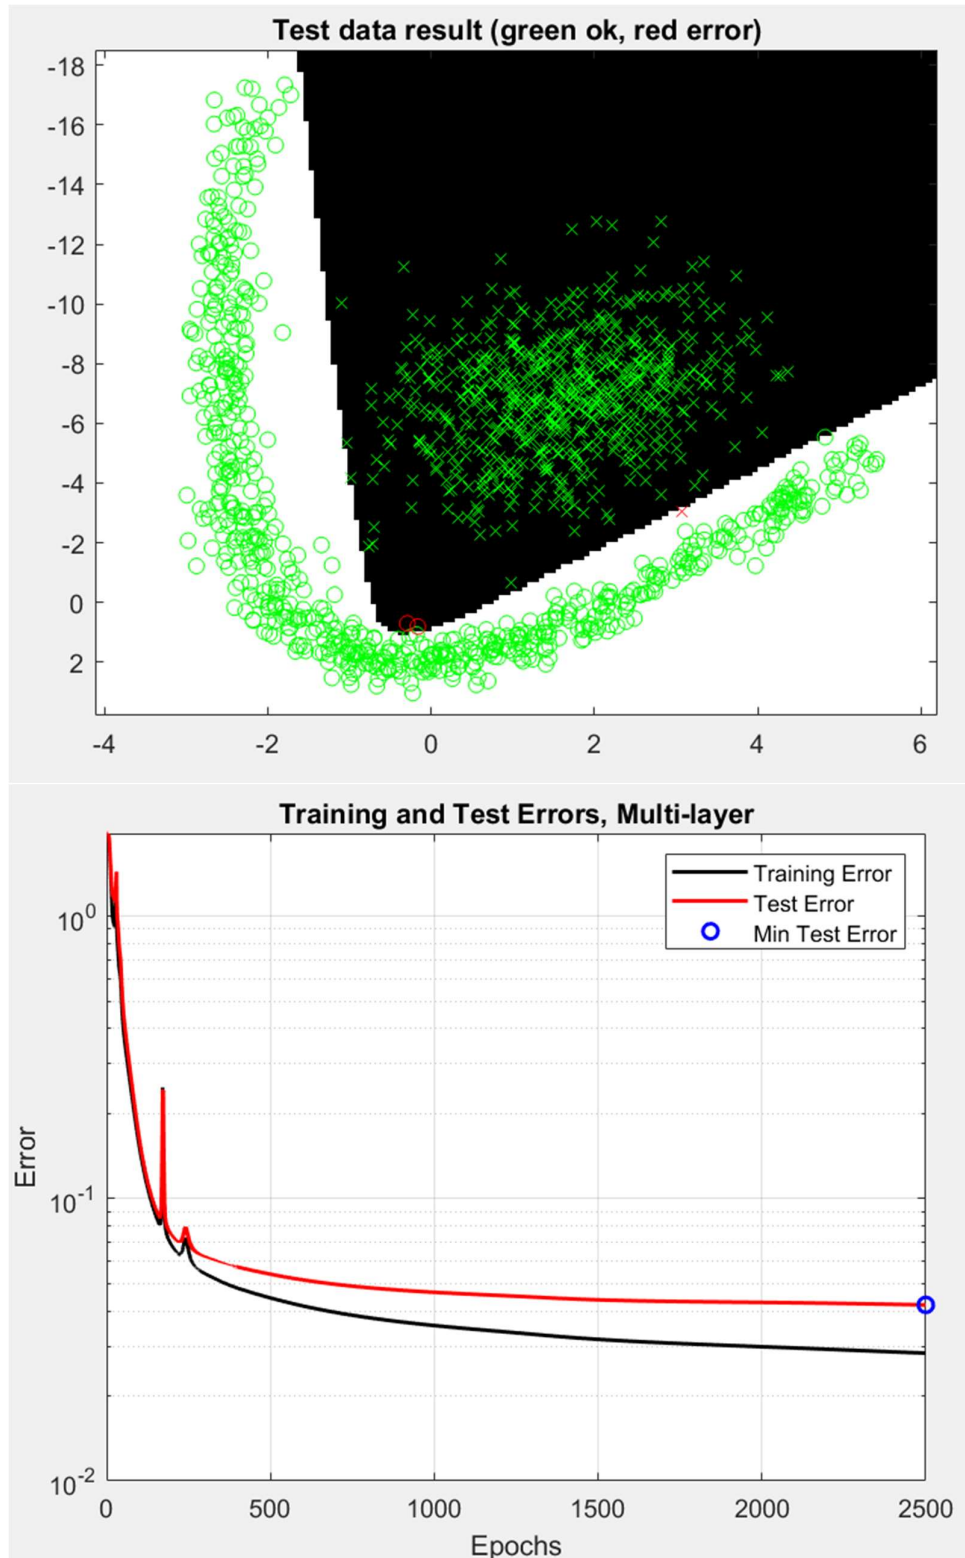 Test data result (green ok, red error)
-18
-16
-14
-12
-10
-8
-6
-4
-2
0
2
-4 -2 0 2 4 6
Training and Test Errors, Multi-layer
Training Error
Test Error
Min Test Error
10^0
10^-1
10^-2
Error
0 500 1000 1500 2000 2500
Epochs